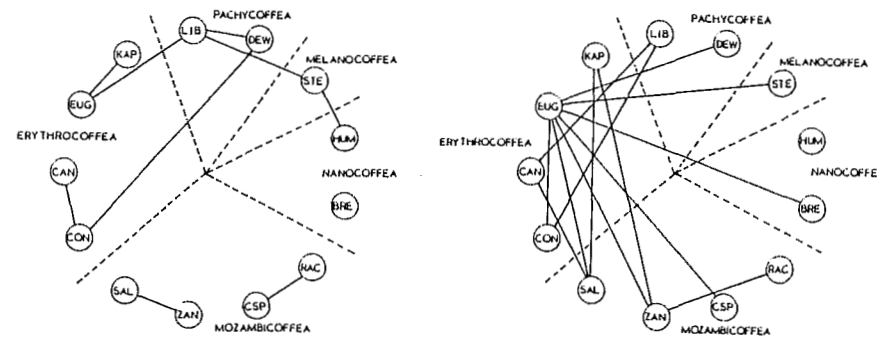 PACHYCOFFEA
LIB
DEW
KAP
MELANOCOFFEA
STE
EUG
ERYTHROCOFFEA
HUM
CAN
NANOCOFFEA
BRE
CON
RAC
SAL
CSP
ZAN
MOZAMBICOFFEA
PACHYCOFFEA
LIB
DEW
KAP
MELANOCOFFEA
STE
EUG
ERYTHROCOFFEA
HUM
CAN
NANOCOFFE
BRE
CON
RAC
SAL
CSP
ZAN
MOZAMBICOFFEA